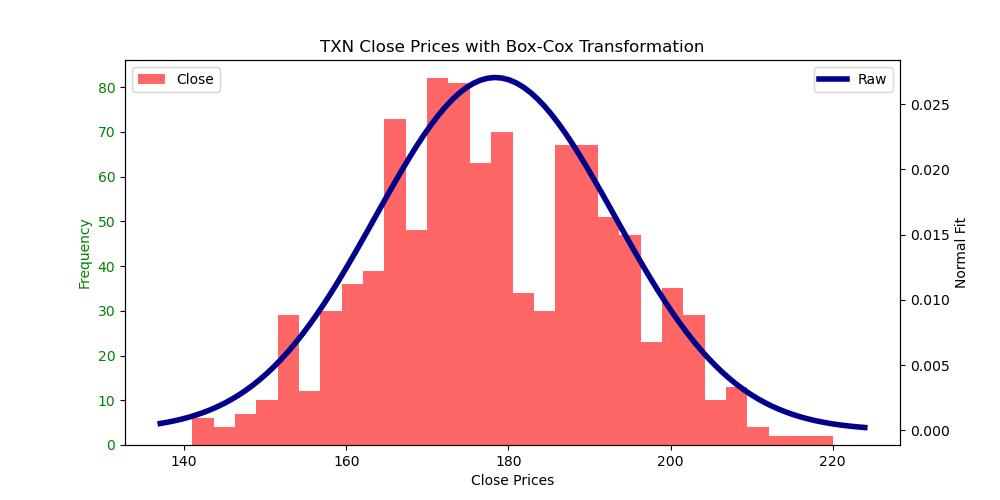 TXN Close Prices with Box-Cox Transformation
Close
Raw
80
70
60
50
40
30
20
10
0
Frequency
0.025
0.020
0.015
0.010
0.005
0.000
Normal Fit
140 160 180 200 220
Close Prices